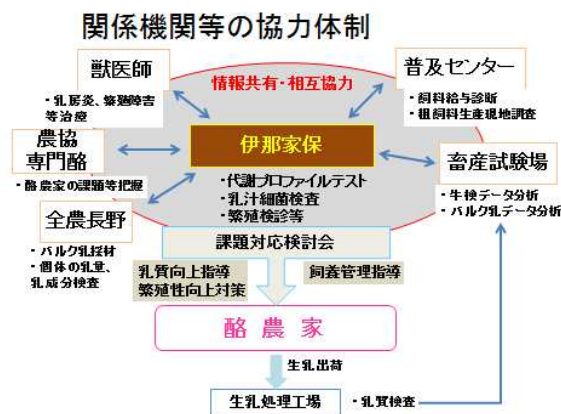 関係機関等の協力体制
獣医師
・乳房炎、繁殖障害
等治療
情報共有・相互協力
普及センター
・飼料給与診断
・粗飼料生産現地調査
農協
専門酪
・酪農家の課題等把握
伊那家保
・代謝プロファイルテスト
・乳汁細菌検査
・繁殖検診等
畜産試験場
・牛検データ分析
・バルク乳データ分析
全農長野
・バルク乳採材
・個体の乳量、
乳成分検査
課題対応検討会
乳質向上指導
繁殖性向上対策
飼養管理指導
酪農家
生乳出荷
生乳処理工場
・乳質検査